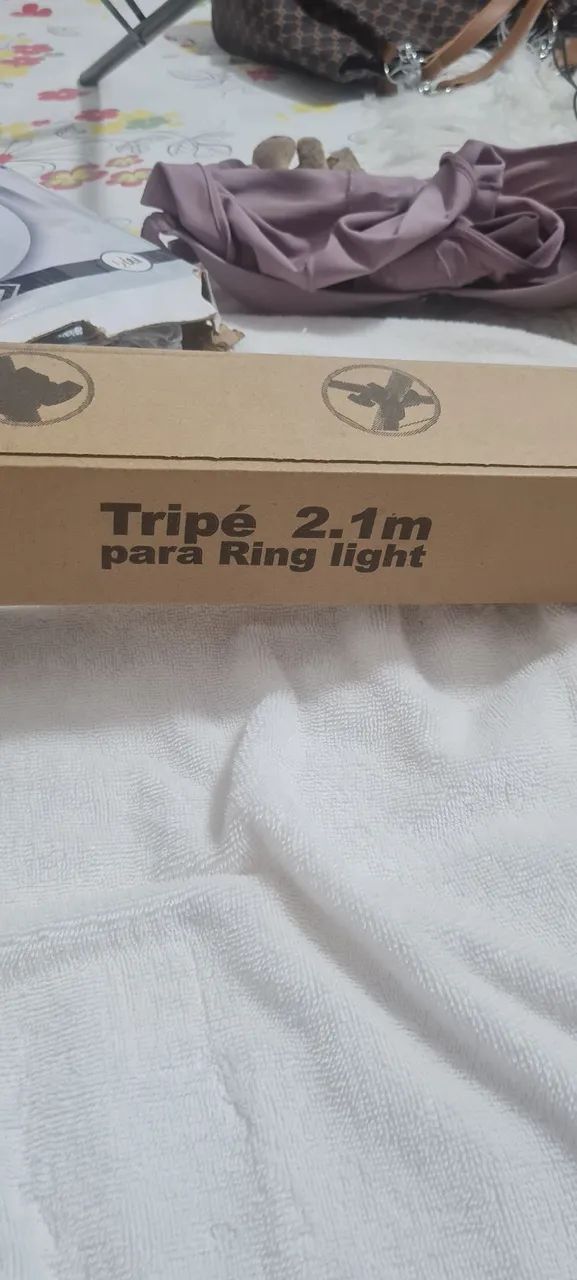 Tripé 2.1m
para Ring light